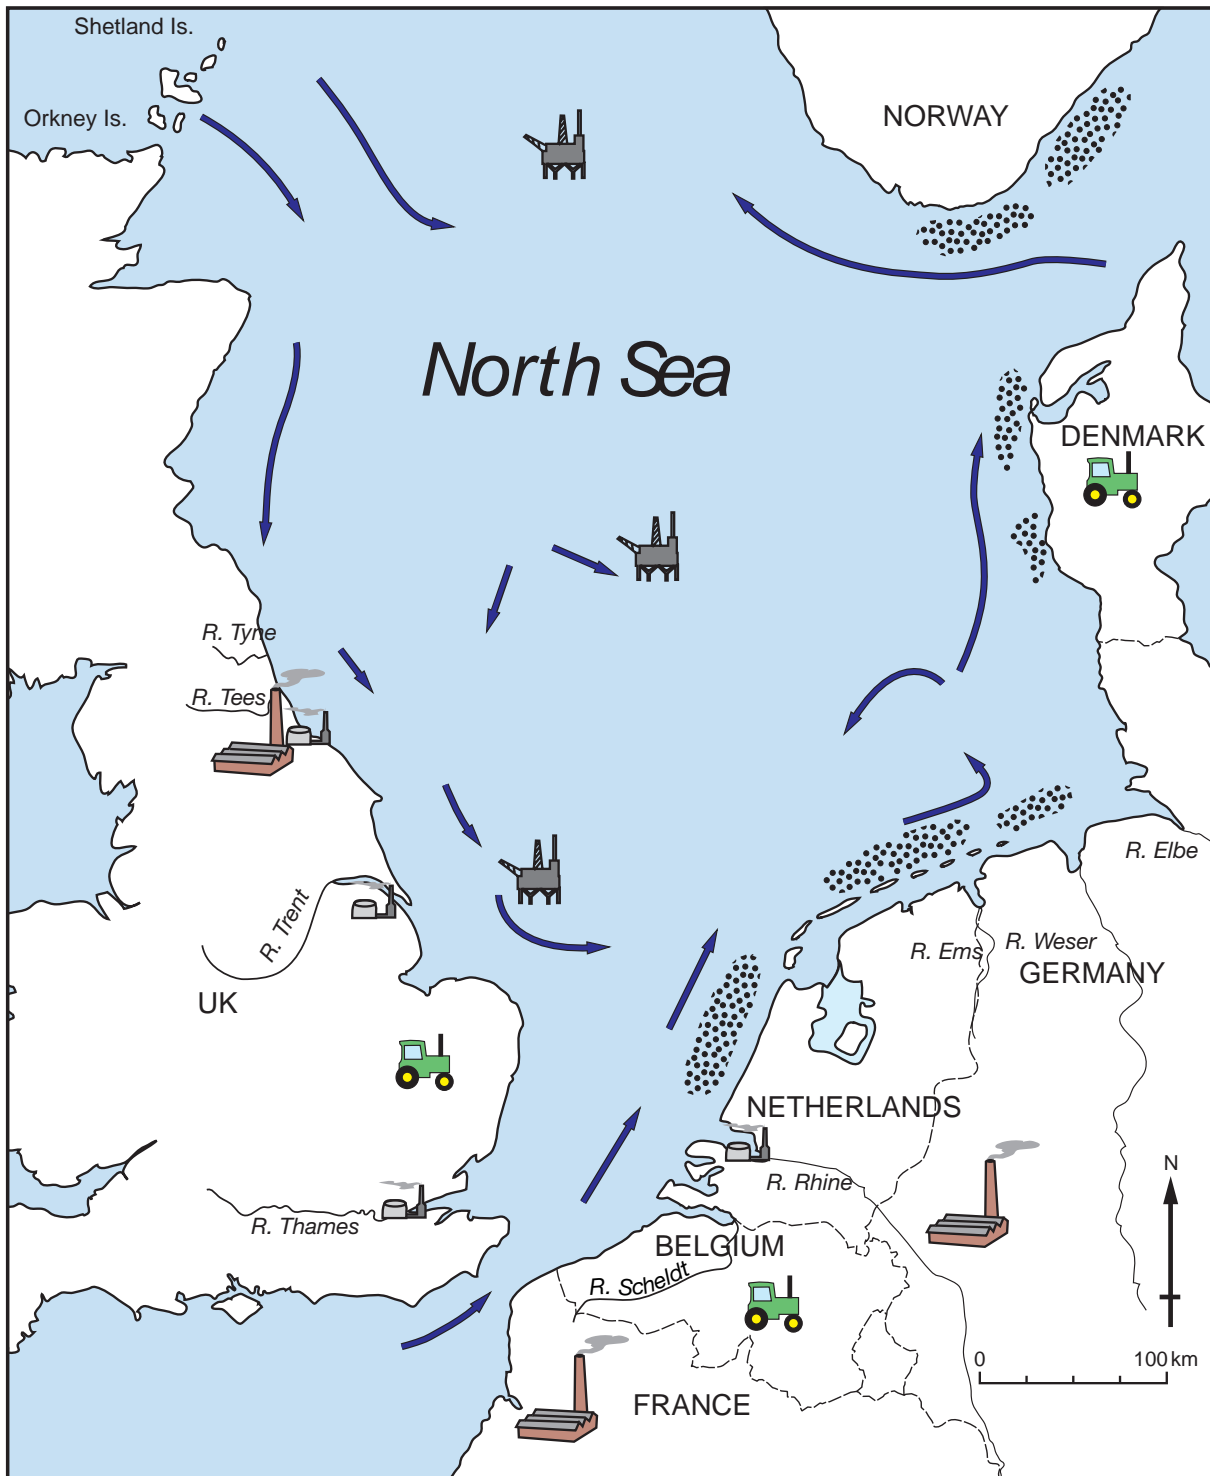 Shetland Is.
Orkney Is.
NORWAY
North Sea
DENMARK
R. Tyne
R. Tees
R. Elbe
R. Trent
R. Ems
R. Weser
GERMANY
UK
NETHERLANDS
R. Rhine
N
R. Thames
BELGIUM
R. Scheldt
0 100 km
FRANCE